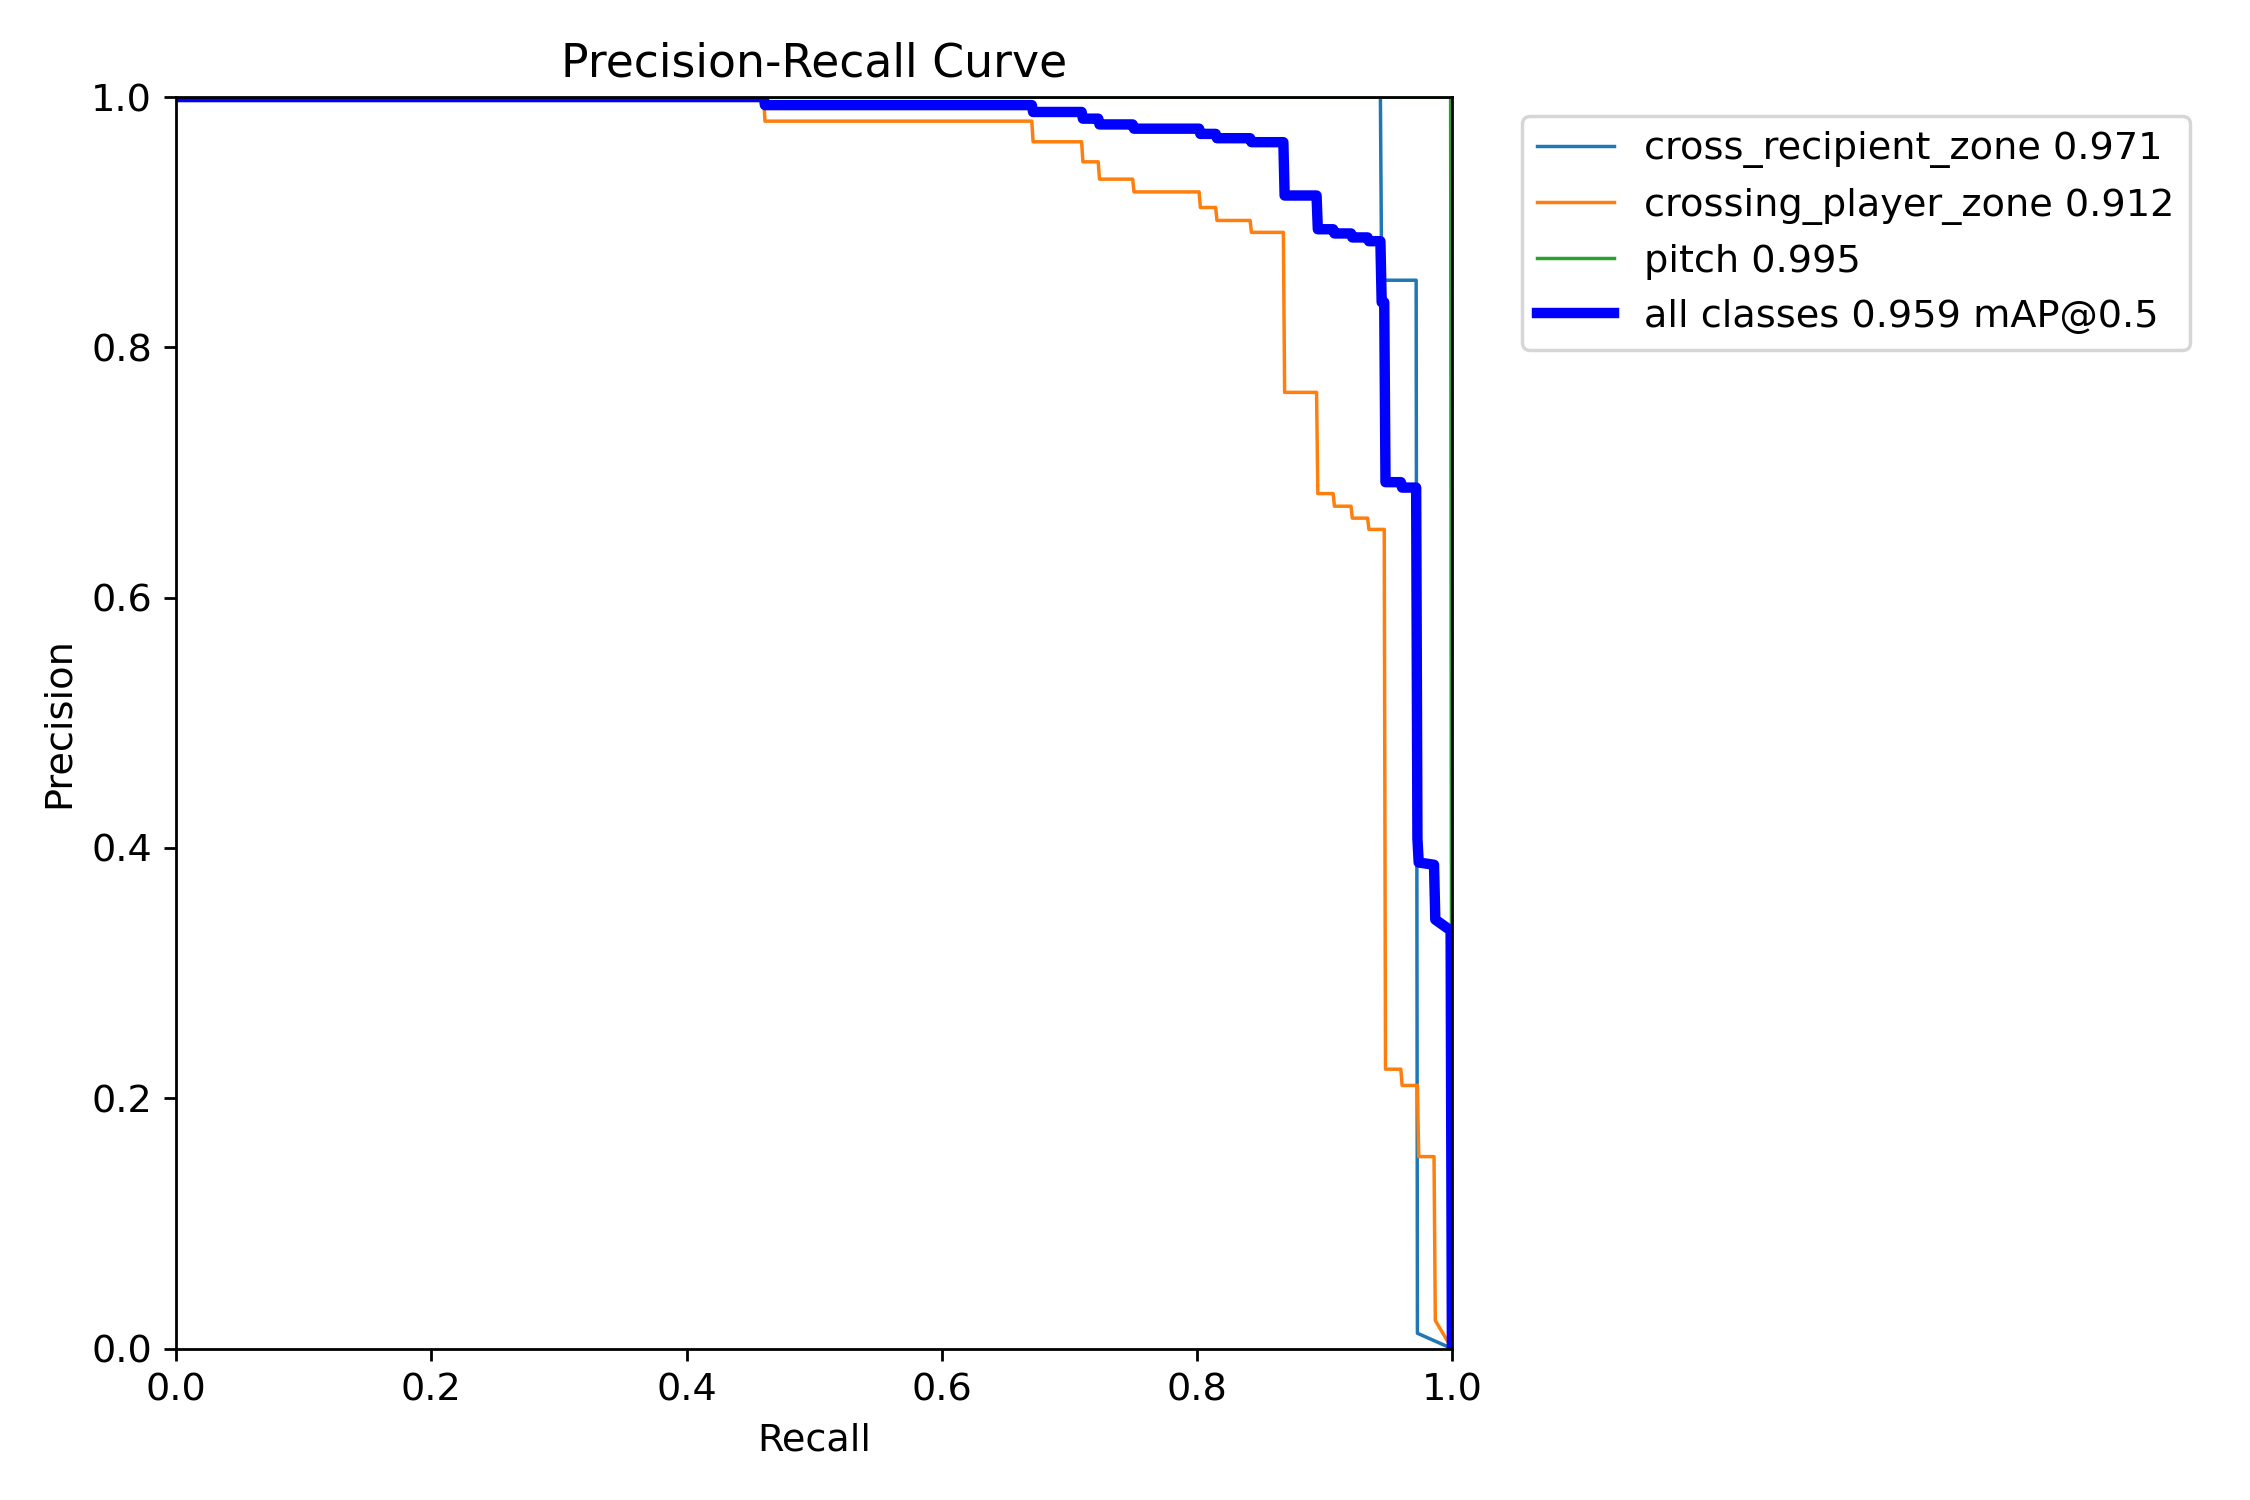 Precision-Recall Curve
1.0
0.8
0.6
0.4
0.2
0.0
Precision
0.0 0.2 0.4 0.6 0.8 1.0
Recall
cross_recipient_zone 0.971
crossing_player_zone 0.912
pitch 0.995
all classes 0.959 mAP@0.5